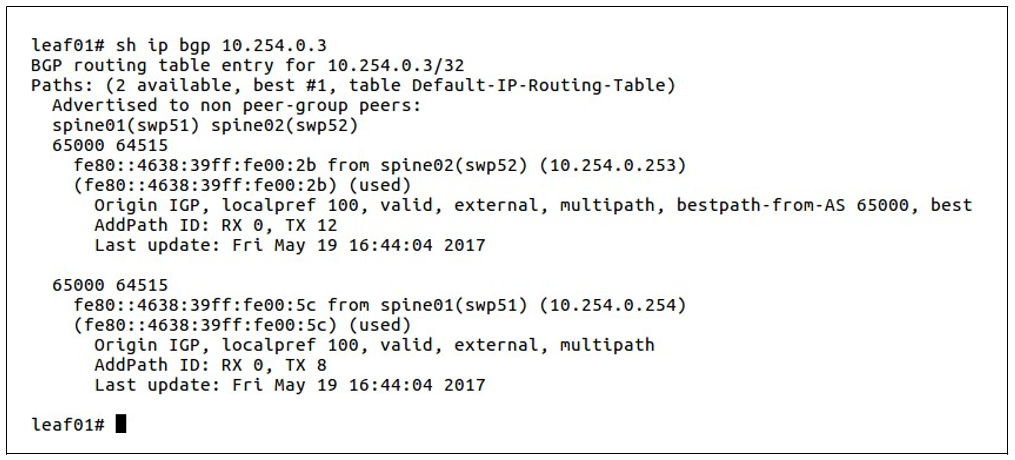 leaf01# sh ip bgp 10.254.0.3
BGP routing table entry for 10.254.0.3/32
Paths: (2 available, best #1, table Default-IP-Routing-Table)
  Advertised to non peer-group peers:
  spine01(swp51) spine02(swp52)
  65000 64515
    fe80::4638:39ff:fe00:2b from spine02(swp52) (10.254.0.253)
    (fe80::4638:39ff:fe00:2b) (used)
      Origin IGP, localpref 100, valid, external, multipath, bestpath-from-AS 65000, best
      AddPath ID: RX 0, TX 12
      Last update: Fri May 19 16:44:04 2017
  65000 64515
    fe80::4638:39ff:fe00:5c from spine01(swp51) (10.254.0.254)
    (fe80::4638:39ff:fe00:5c) (used)
      Origin IGP, localpref 100, valid, external, multipath
      AddPath ID: RX 0, TX 8
      Last update: Fri May 19 16:44:04 2017
leaf01#